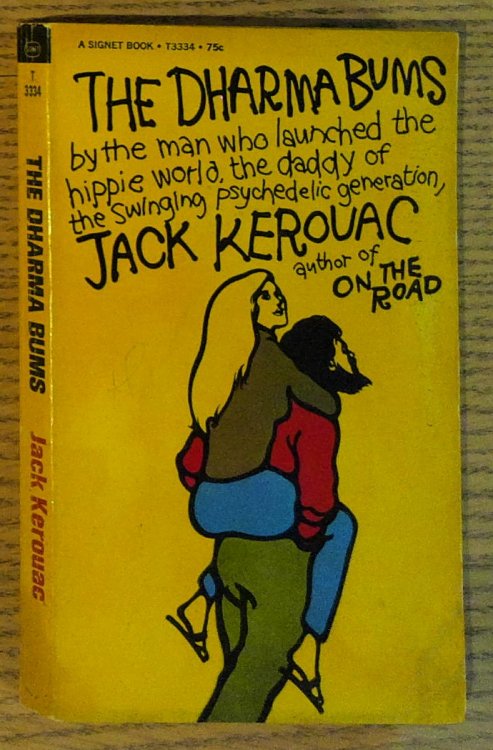 A SIGNET BOOK • T3334 • 75c
THE DHARMA BUMS
by the man who launched the
hippie world, the daddy of
the swinging psychedelic generation,
JACK KEROUAC
author of
ON THE
ROAD
SIGNET
T
3334
THE DHARMA BUMS
Jack Kerouac